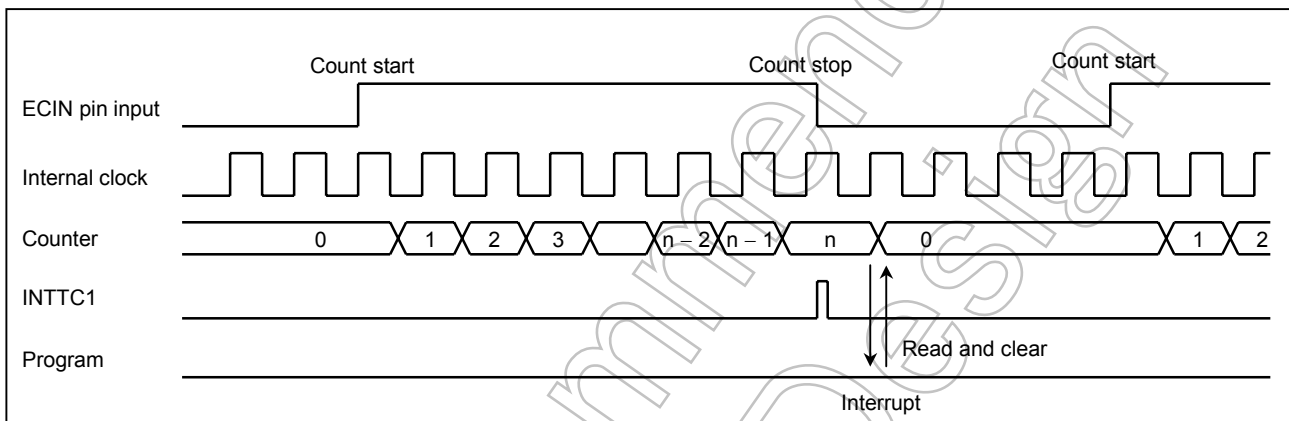 Count start Count stop Count start
ECIN pin input
Internal clock
Counter 0 1 2 3 n − 2 n − 1 n 0 1 2
INTTC1
Program
Read and clear
Interrupt